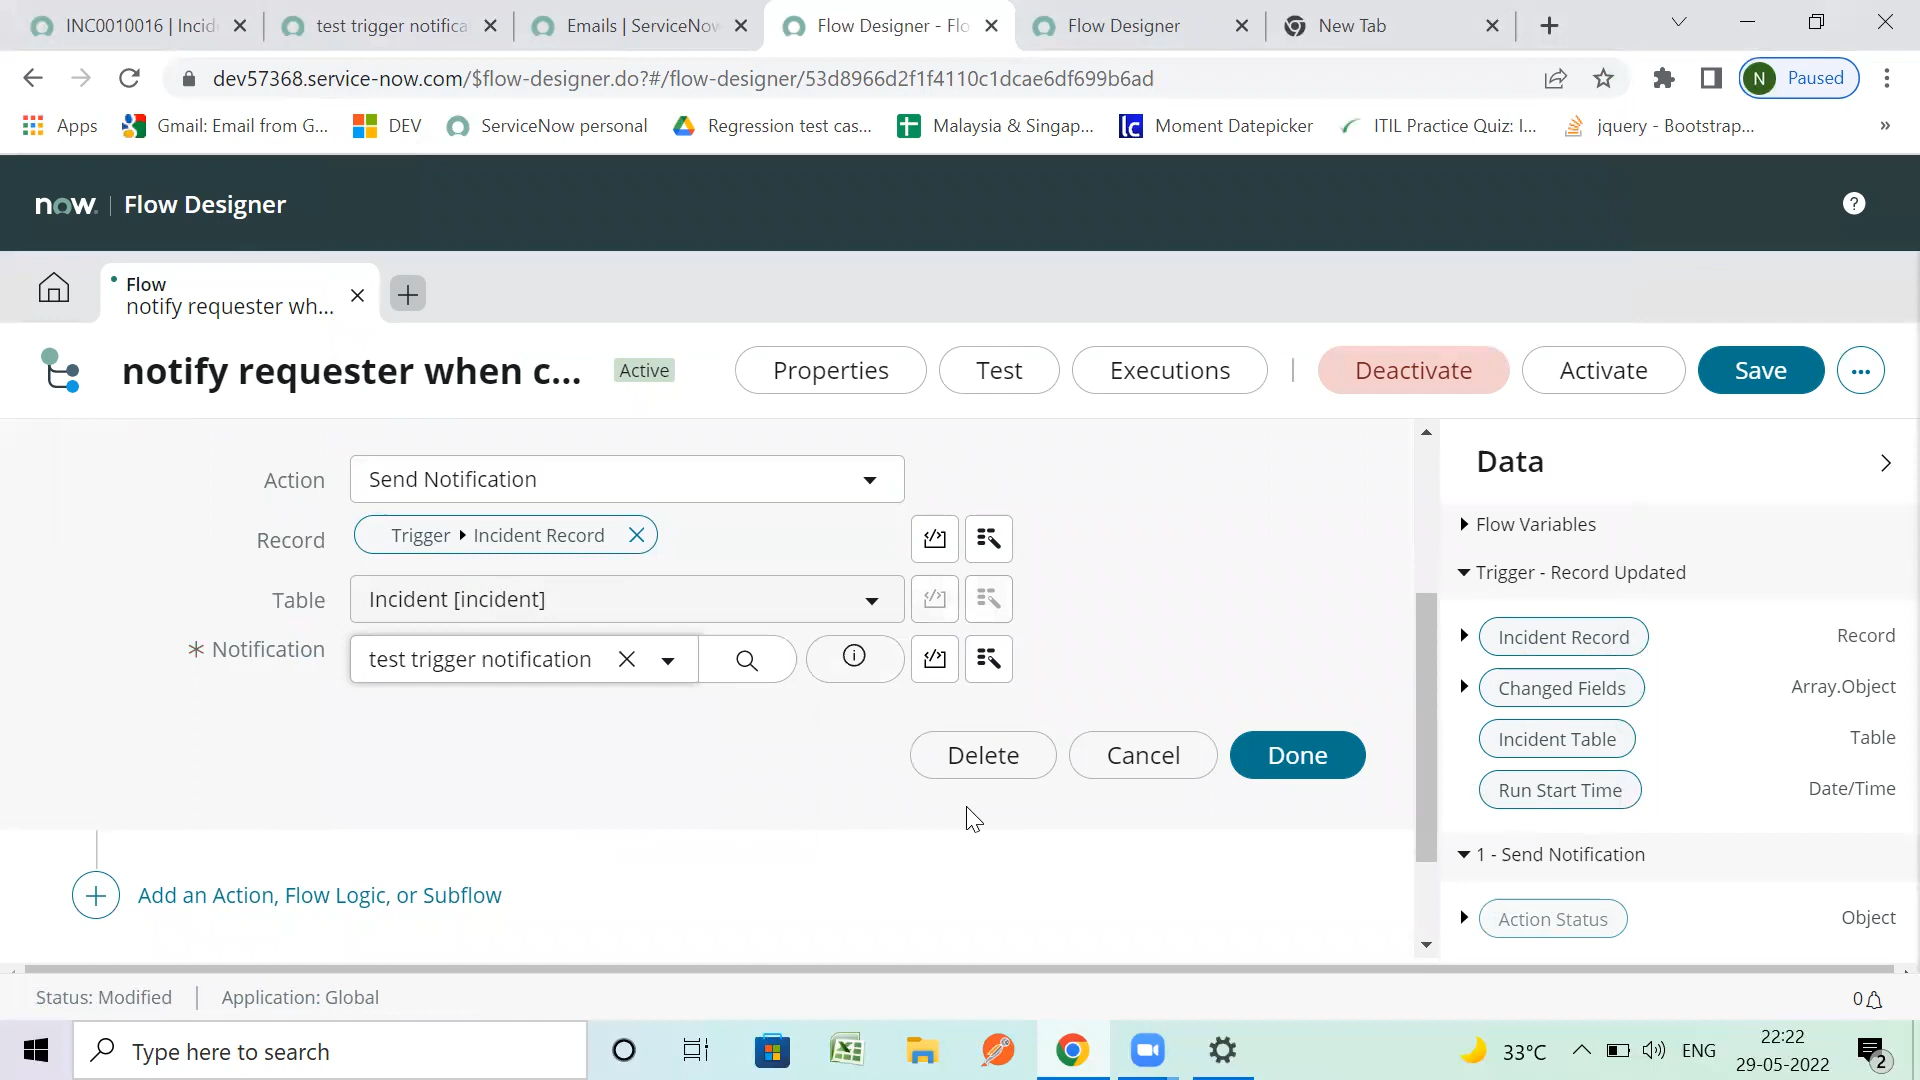 INC0010016 | Incid
test trigger notifica
Emails | ServiceNow
Flow Designer - Flo
Flow Designer
New Tab
dev57368.service-now.com/$flow-designer.do?#/flow-designer/53d8966d2f1f4110c1dcae6df699b6ad
N Paused
Apps
Gmail: Email from G...
DEV
ServiceNow personal
Regression test cas...
Malaysia & Singap...
lc Moment Datepicker
ITIL Practice Quiz: I...
jquery - Bootstrap...
»
now. | Flow Designer
?
Flow
notify requester wh...
notify requester when c...
Active
Properties
Test
Executions
Deactivate
Activate
Save
...
Action
Send Notification
Record
Trigger Incident Record
Table
Incident [incident]
* Notification
test trigger notification
Delete
Cancel
Done
Add an Action, Flow Logic, or Subflow
Data
Flow Variables
Trigger - Record Updated
Incident Record
Record
Changed Fields
Array.Object
Incident Table
Table
Run Start Time
Date/Time
1 - Send Notification
Action Status
Object
Status: Modified
Application: Global
0
Type here to search
33°C
ENG
22:22
29-05-2022
2